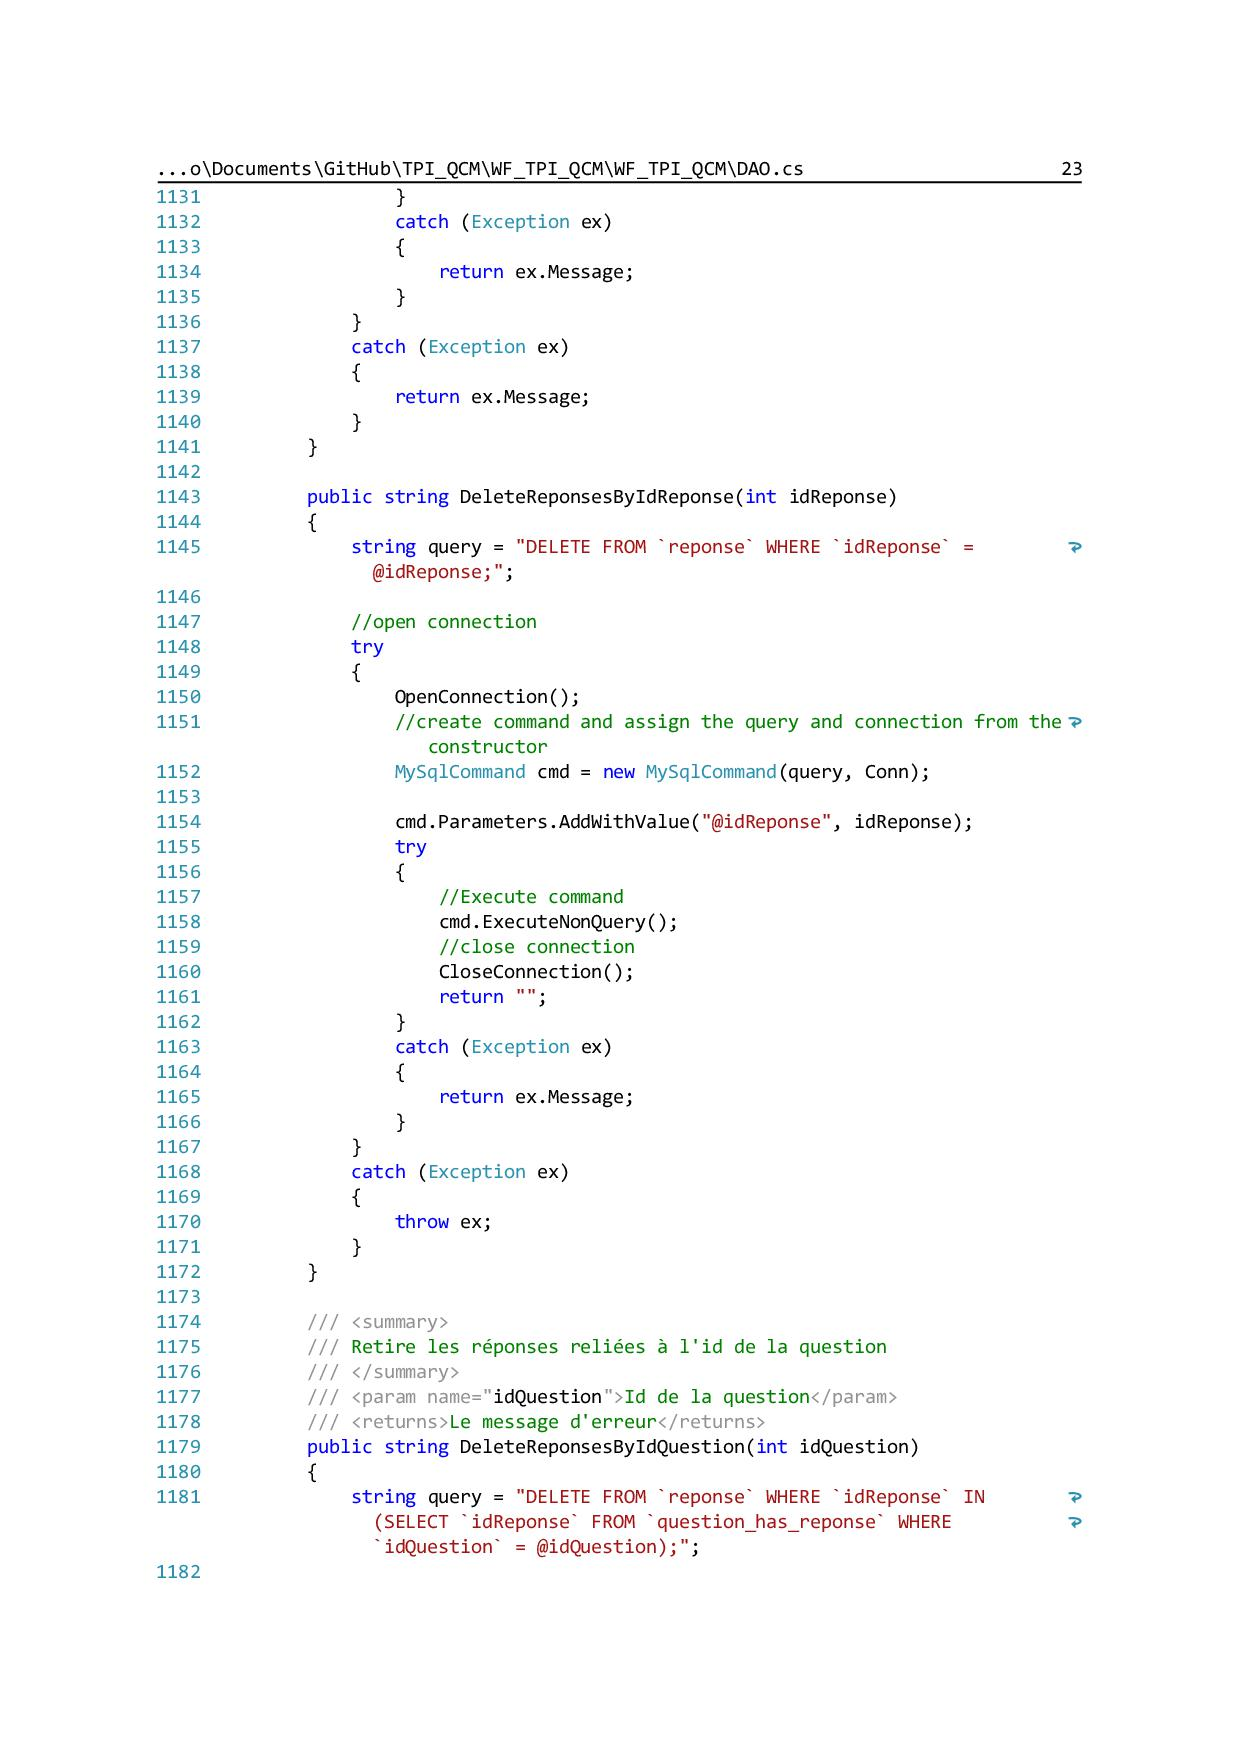 ...o\Documents\GitHub\TPI_QCM\WF_TPI_QCM\WF_TPI_QCM\DAO.cs 23
1131 }
1132 catch (Exception ex)
1133 {
1134 return ex.Message;
1135 }
1136 }
1137 catch (Exception ex)
1138 {
1139 return ex.Message;
1140 }
1141 }
1142
1143 public string DeleteReponsesByIdReponse(int idReponse)
1144 {
1145 string query = "DELETE FROM `reponse` WHERE `idReponse` =
@idReponse;";
1146
1147 //open connection
1148 try
1149 {
1150 OpenConnection();
1151 //create command and assign the query and connection from the
constructor
1152 MySqlCommand cmd = new MySqlCommand(query, Conn);
1153
1154 cmd.Parameters.AddWithValue("@idReponse", idReponse);
1155 try
1156 {
1157 //Execute command
1158 cmd.ExecuteNonQuery();
1159 //close connection
1160 CloseConnection();
1161 return "";
1162 }
1163 catch (Exception ex)
1164 {
1165 return ex.Message;
1166 }
1167 }
1168 catch (Exception ex)
1169 {
1170 throw ex;
1171 }
1172 }
1173
1174 /// <summary>
1175 /// Retire les réponses reliées à l'id de la question
1176 /// </summary>
1177 /// <param name="idQuestion">Id de la question</param>
1178 /// <returns>Le message d'erreur</returns>
1179 public string DeleteReponsesByIdQuestion(int idQuestion)
1180 {
1181 string query = "DELETE FROM `reponse` WHERE `idReponse` IN
(SELECT `idReponse` FROM `question_has_reponse` WHERE
`idQuestion` = @idQuestion);";
1182